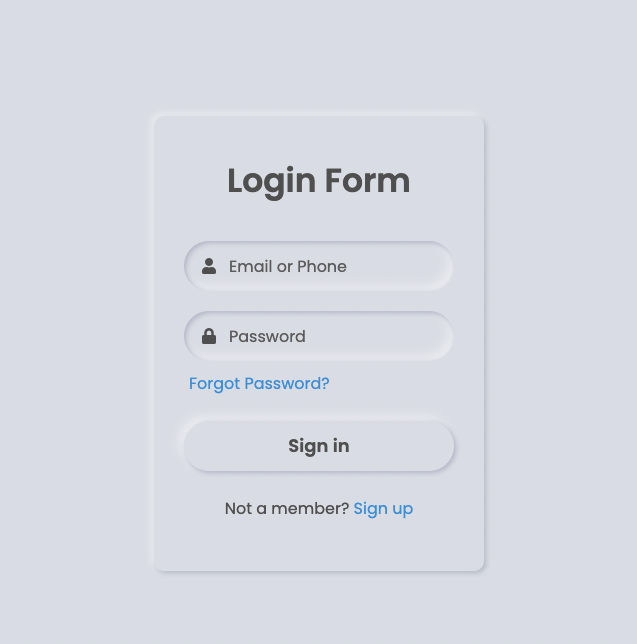 Login Form
Email or Phone
Password
Forgot Password?
Sign in
Not a member? Sign up